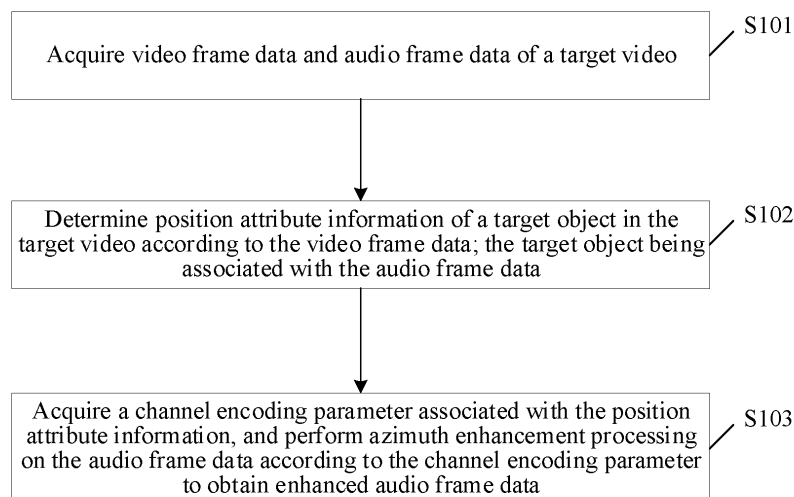 S101
Acquire video frame data and audio frame data of a target video
S102
Determine position attribute information of a target object in the
target video according to the video frame data; the target object being
associated with the audio frame data
S103
Acquire a channel encoding parameter associated with the position
attribute information, and perform azimuth enhancement processing
on the audio frame data according to the channel encoding parameter
to obtain enhanced audio frame data